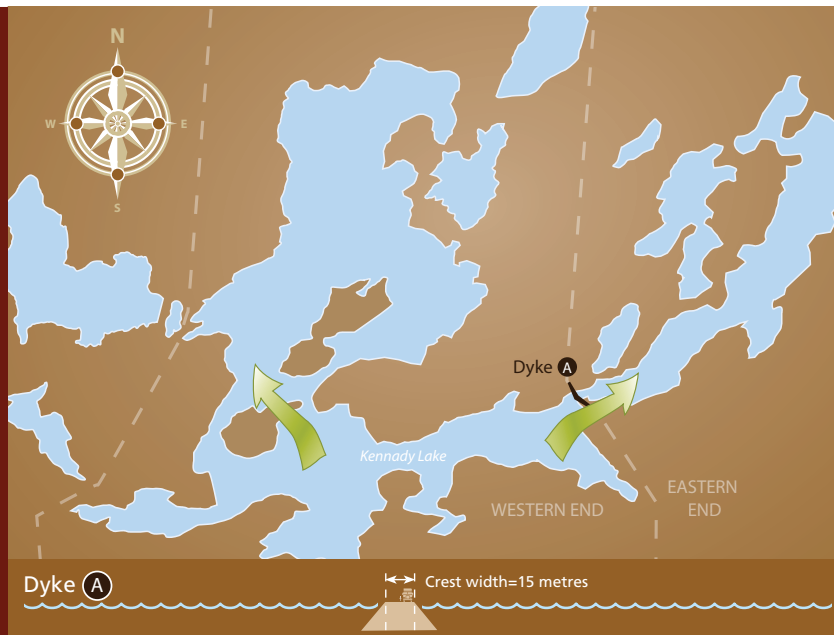 N
W
E
S
Dyke A
Kennady Lake
WESTERN END
EASTERN
END
Dyke A
Crest width=15 metres